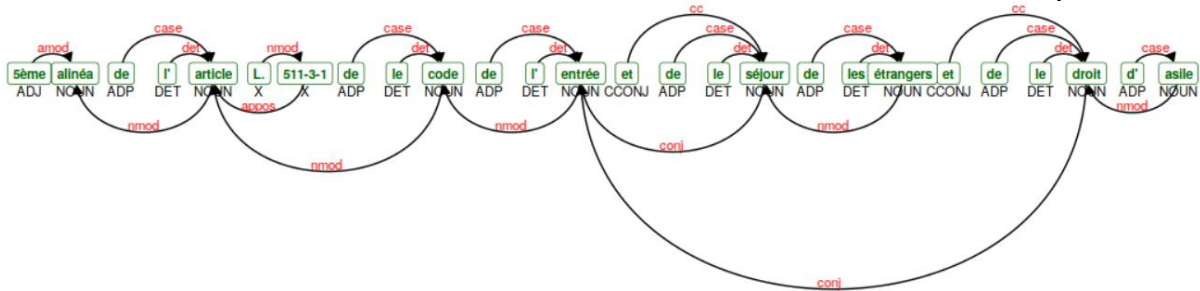 cc cc
case case case case case case
amod det nmod det det det det det case
5ème alinéa de l' article L. 511-3-1 de le code de l' entrée et de le séjour de les étrangers et de le droit d' asile
ADJ NOUN ADP DET NOUN X X ADP DET NOUN ADP DET NOUN CCONJ ADP DET NOUN ADP DET NOUN CCONJ ADP DET NOUN ADP NOUN
appos nmod
nmod nmod nmod
conj
nmod
conj